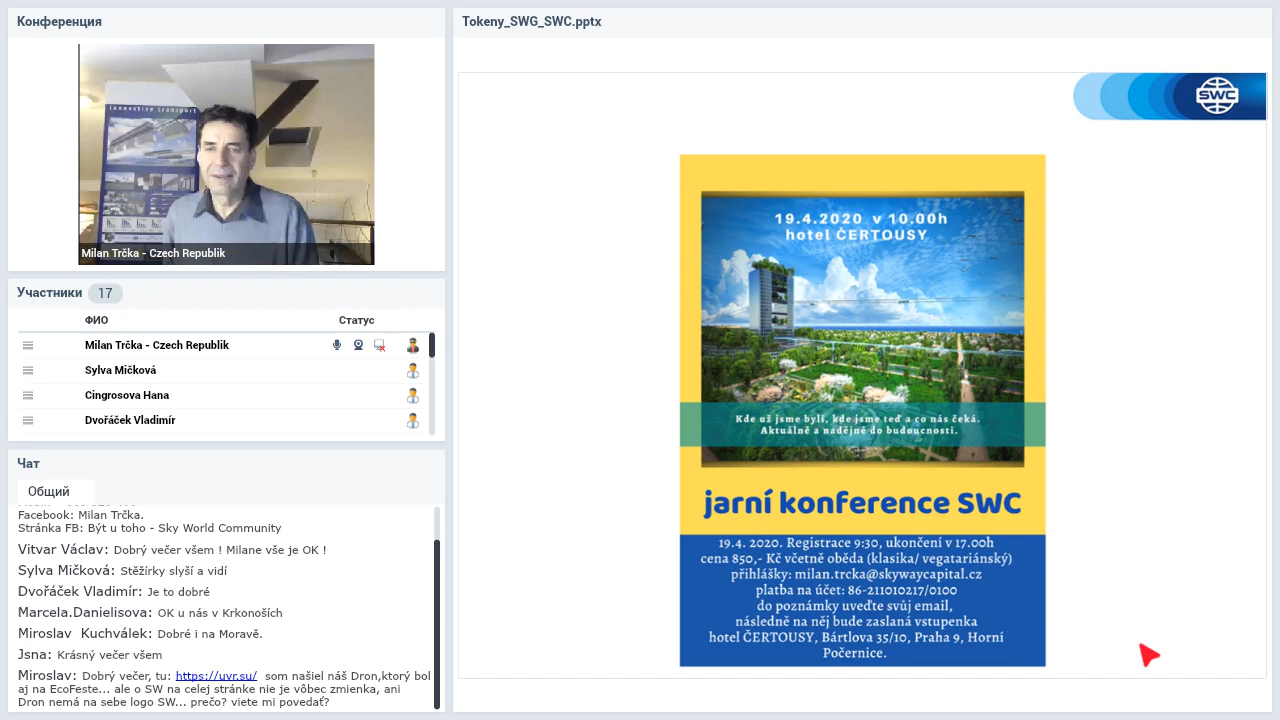 Конференция
innovative transport
Milan Trčka - Czech Republik
Участники 17
ФИО Статус
Milan Trčka - Czech Republik
Sylva Mičková
Cingrosova Hana
Dvořáček Vladimír
Чат
Общий
Facebook: Milan Trčka.
Stránka FB: Být u toho - Sky World Community
Vitvar Václav: Dobrý večer všem ! Milane vše je OK !
Sylva Mičková: Stěžírky slyší a vidí
Dvořáček Vladimír: Je to dobré
Marcela.Danielisova: OK u nás v Krkonoších
Miroslav Kuchválek: Dobré i na Moravě.
Jsna: Krásný večer všem
Miroslav: Dobrý večer, tu: https://uvr.su/ som našiel náš Dron,ktorý bol
aj na EcoFeste... ale o SW na celej stránke nie je vôbec zmienka, ani
Dron nemá na sebe logo SW... prečo? viete mi povedať?
Tokeny_SWG_SWC.pptx
SWC
19.4.2020 v 10.00h
hotel ČERTOUSY
Kde už jsme byli, kde jsme teď a co nás čeká.
Aktuálně a nadějně do budoucnosti.
jarní konference SWC
19.4. 2020. Registrace 9:30, ukončení v 17.00h
cena 850,- Kč včetně oběda (klasika/ vegatariánský)
přihlášky: milan.trcka@skywaycapital.cz
platba na účet: 86-211010217/0100
do poznámky uveďte svůj email,
následně na něj bude zaslaná vstupenka
hotel ČERTOUSY, Bártlova 35/10, Praha 9, Horní
Počernice.